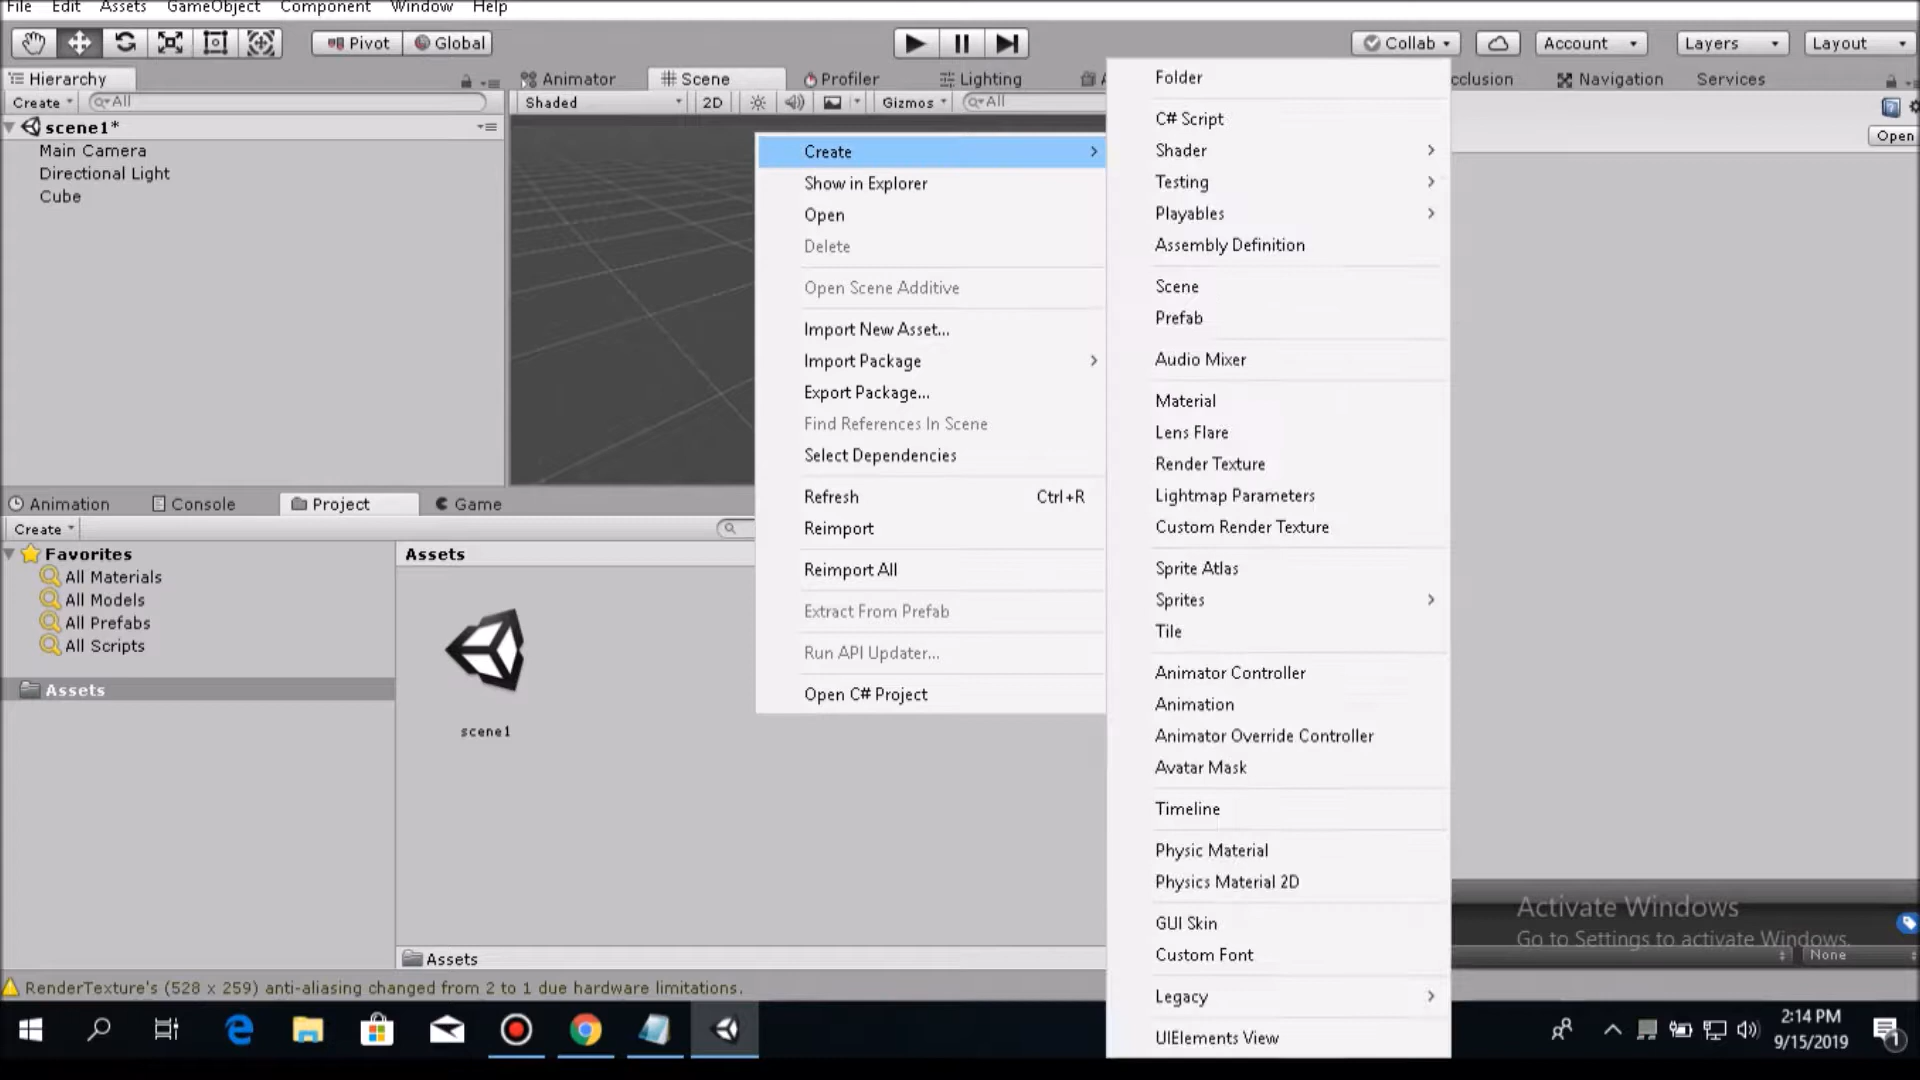 File Edit Assets GameObject Component Window Help
Pivot Global Collab Account Layers Layout
Hierarchy Animator Scene Profiler Lighting cclusion Navigation Services
Create All Shaded 2D Gizmos All
scene1*
Main Camera
Directional Light
Cube
Open
Create
Show in Explorer
Open
Delete
Open Scene Additive
Import New Asset...
Import Package
Export Package...
Find References In Scene
Select Dependencies
Refresh Ctrl+R
Reimport
Reimport All
Extract From Prefab
Run API Updater...
Open C# Project
Folder
C# Script
Shader
Testing
Playables
Assembly Definition
Scene
Prefab
Audio Mixer
Material
Lens Flare
Render Texture
Lightmap Parameters
Custom Render Texture
Sprite Atlas
Sprites
Tile
Animator Controller
Animation
Animator Override Controller
Avatar Mask
Timeline
Physic Material
Physics Material 2D
GUI Skin
Custom Font
Legacy
UIElements View
Animation Console Project Game
Create
Favorites
All Materials
All Models
All Prefabs
All Scripts
Assets
Assets
scene1
Assets
Activate Windows
Go to Settings to activate Windows.
None
RenderTexture's (528 x 259) anti-aliasing changed from 2 to 1 due hardware limitations.
2:14 PM
9/15/2019
1